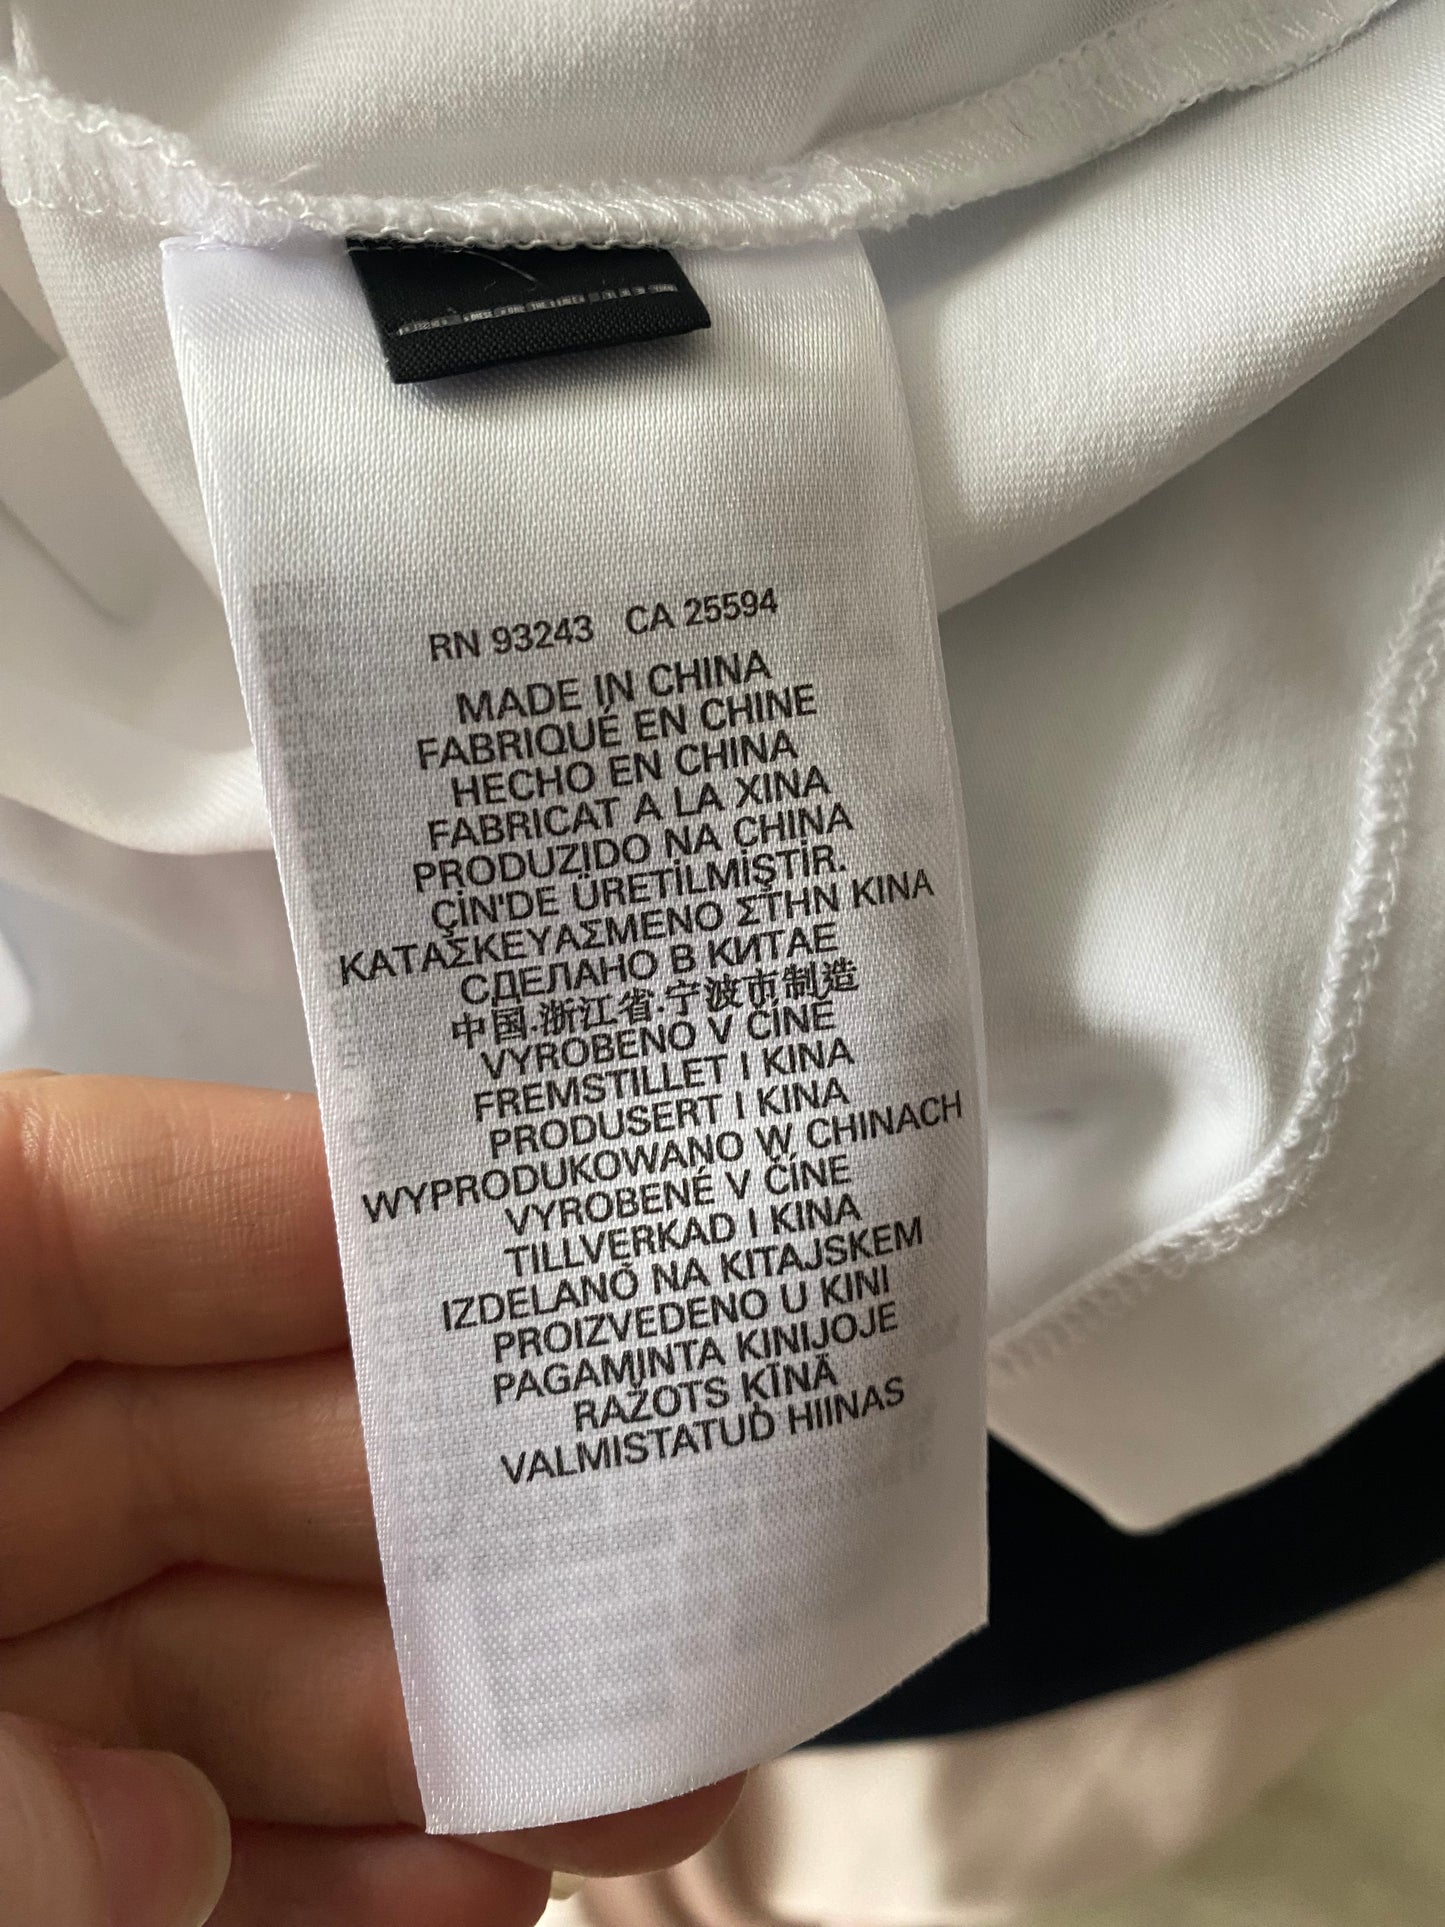 RN 93243 CA 25594
MADE IN CHINA
FABRIQUÉ EN CHINE
HECHO EN CHINA
FABRICAT A LA XINA
PRODUZIDO NA CHINA
ÇİN'DE ÜRETİLMİŞTİR.
ΚΑΤΑΣΚΕΥΑΣΜΕΝΟ ΣΤΗΝ ΚΙΝΑ
СДЕЛАНО В КИТАЕ
中国·浙江省·宁波市制造
VYROBENO V ČÍNĚ
FREMSTILLET I KINA
PRODUSERT I KINA
WYPRODUKOWANO W CHINACH
VYROBENÉ V ČÍNE
TILLVERKAD I KINA
IZDELANO NA KITAJSKEM
PROIZVEDENO U KINI
PAGAMINTA KINIJOJE
RAŽOTS ĶĪNĀ
VALMISTATUD HIINAS